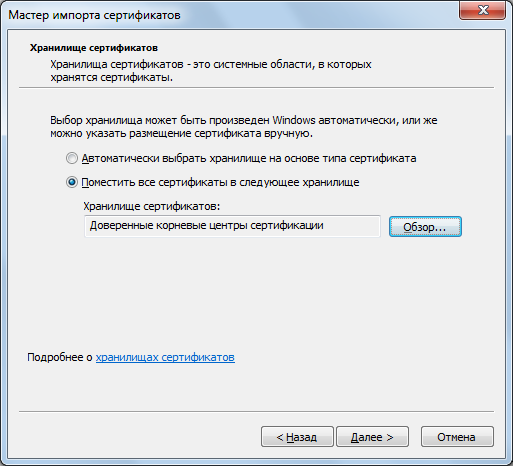 Мастер импорта сертификатов
Хранилище сертификатов
Хранилища сертификатов - это системные области, в которых
хранятся сертификаты.
Выбор хранилища может быть произведен Windows автоматически, или же
можно указать размещение сертификата вручную.
Автоматически выбрать хранилище на основе типа сертификата
Поместить все сертификаты в следующее хранилище
Хранилище сертификатов:
Доверенные корневые центры сертификации
Обзор...
Подробнее о хранилищах сертификатов
< Назад
Далее >
Отмена